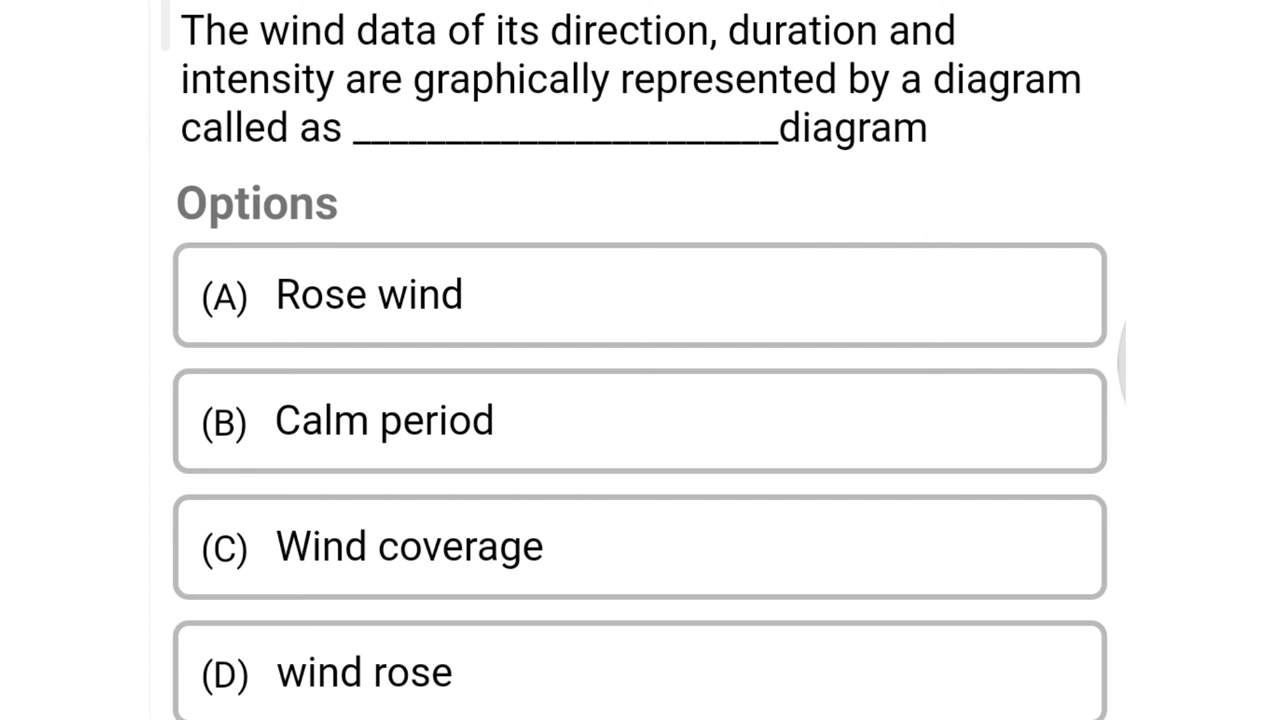 The wind data of its direction, duration and
intensity are graphically represented by a diagram
called as _______________________diagram
Options
(A) Rose wind
(B) Calm period
(C) Wind coverage
(D) wind rose